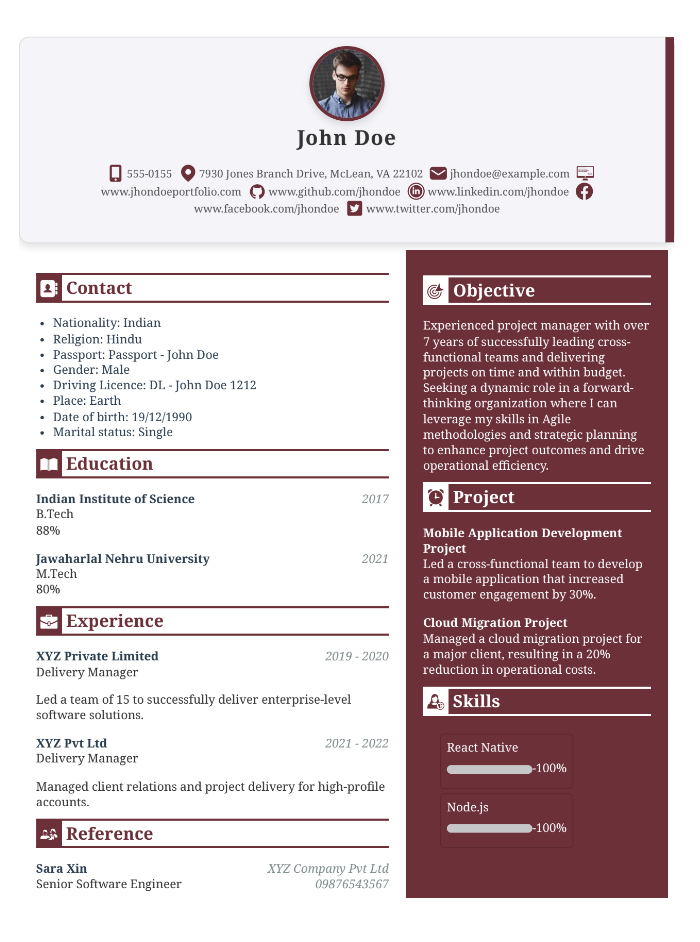 John Doe
555-0155 7930 Jones Branch Drive, McLean, VA 22102 jhondoe@example.com
www.jhondoeportfolio.com www.github.com/jhondoe www.linkedin.com/jhondoe
www.facebook.com/jhondoe www.twitter.com/jhondoe
Contact
Nationality: Indian
Religion: Hindu
Passport: Passport - John Doe
Gender: Male
Driving Licence: DL - John Doe 1212
Place: Earth
Date of birth: 19/12/1990
Marital status: Single
Education
Indian Institute of Science 2017
B.Tech
88%
Jawaharlal Nehru University 2021
M.Tech
80%
Experience
XYZ Private Limited 2019 - 2020
Delivery Manager
Led a team of 15 to successfully deliver enterprise-level
software solutions.
XYZ Pvt Ltd 2021 - 2022
Delivery Manager
Managed client relations and project delivery for high-profile
accounts.
Reference
Sara Xin XYZ Company Pvt Ltd
Senior Software Engineer 09876543567
Objective
Experienced project manager with over
7 years of successfully leading cross-
functional teams and delivering
projects on time and within budget.
Seeking a dynamic role in a forward-
thinking organization where I can
leverage my skills in Agile
methodologies and strategic planning
to enhance project outcomes and drive
operational efficiency.
Project
Mobile Application Development
Project
Led a cross-functional team to develop
a mobile application that increased
customer engagement by 30%.
Cloud Migration Project
Managed a cloud migration project for
a major client, resulting in a 20%
reduction in operational costs.
Skills
React Native
-100%
Node.js
-100%